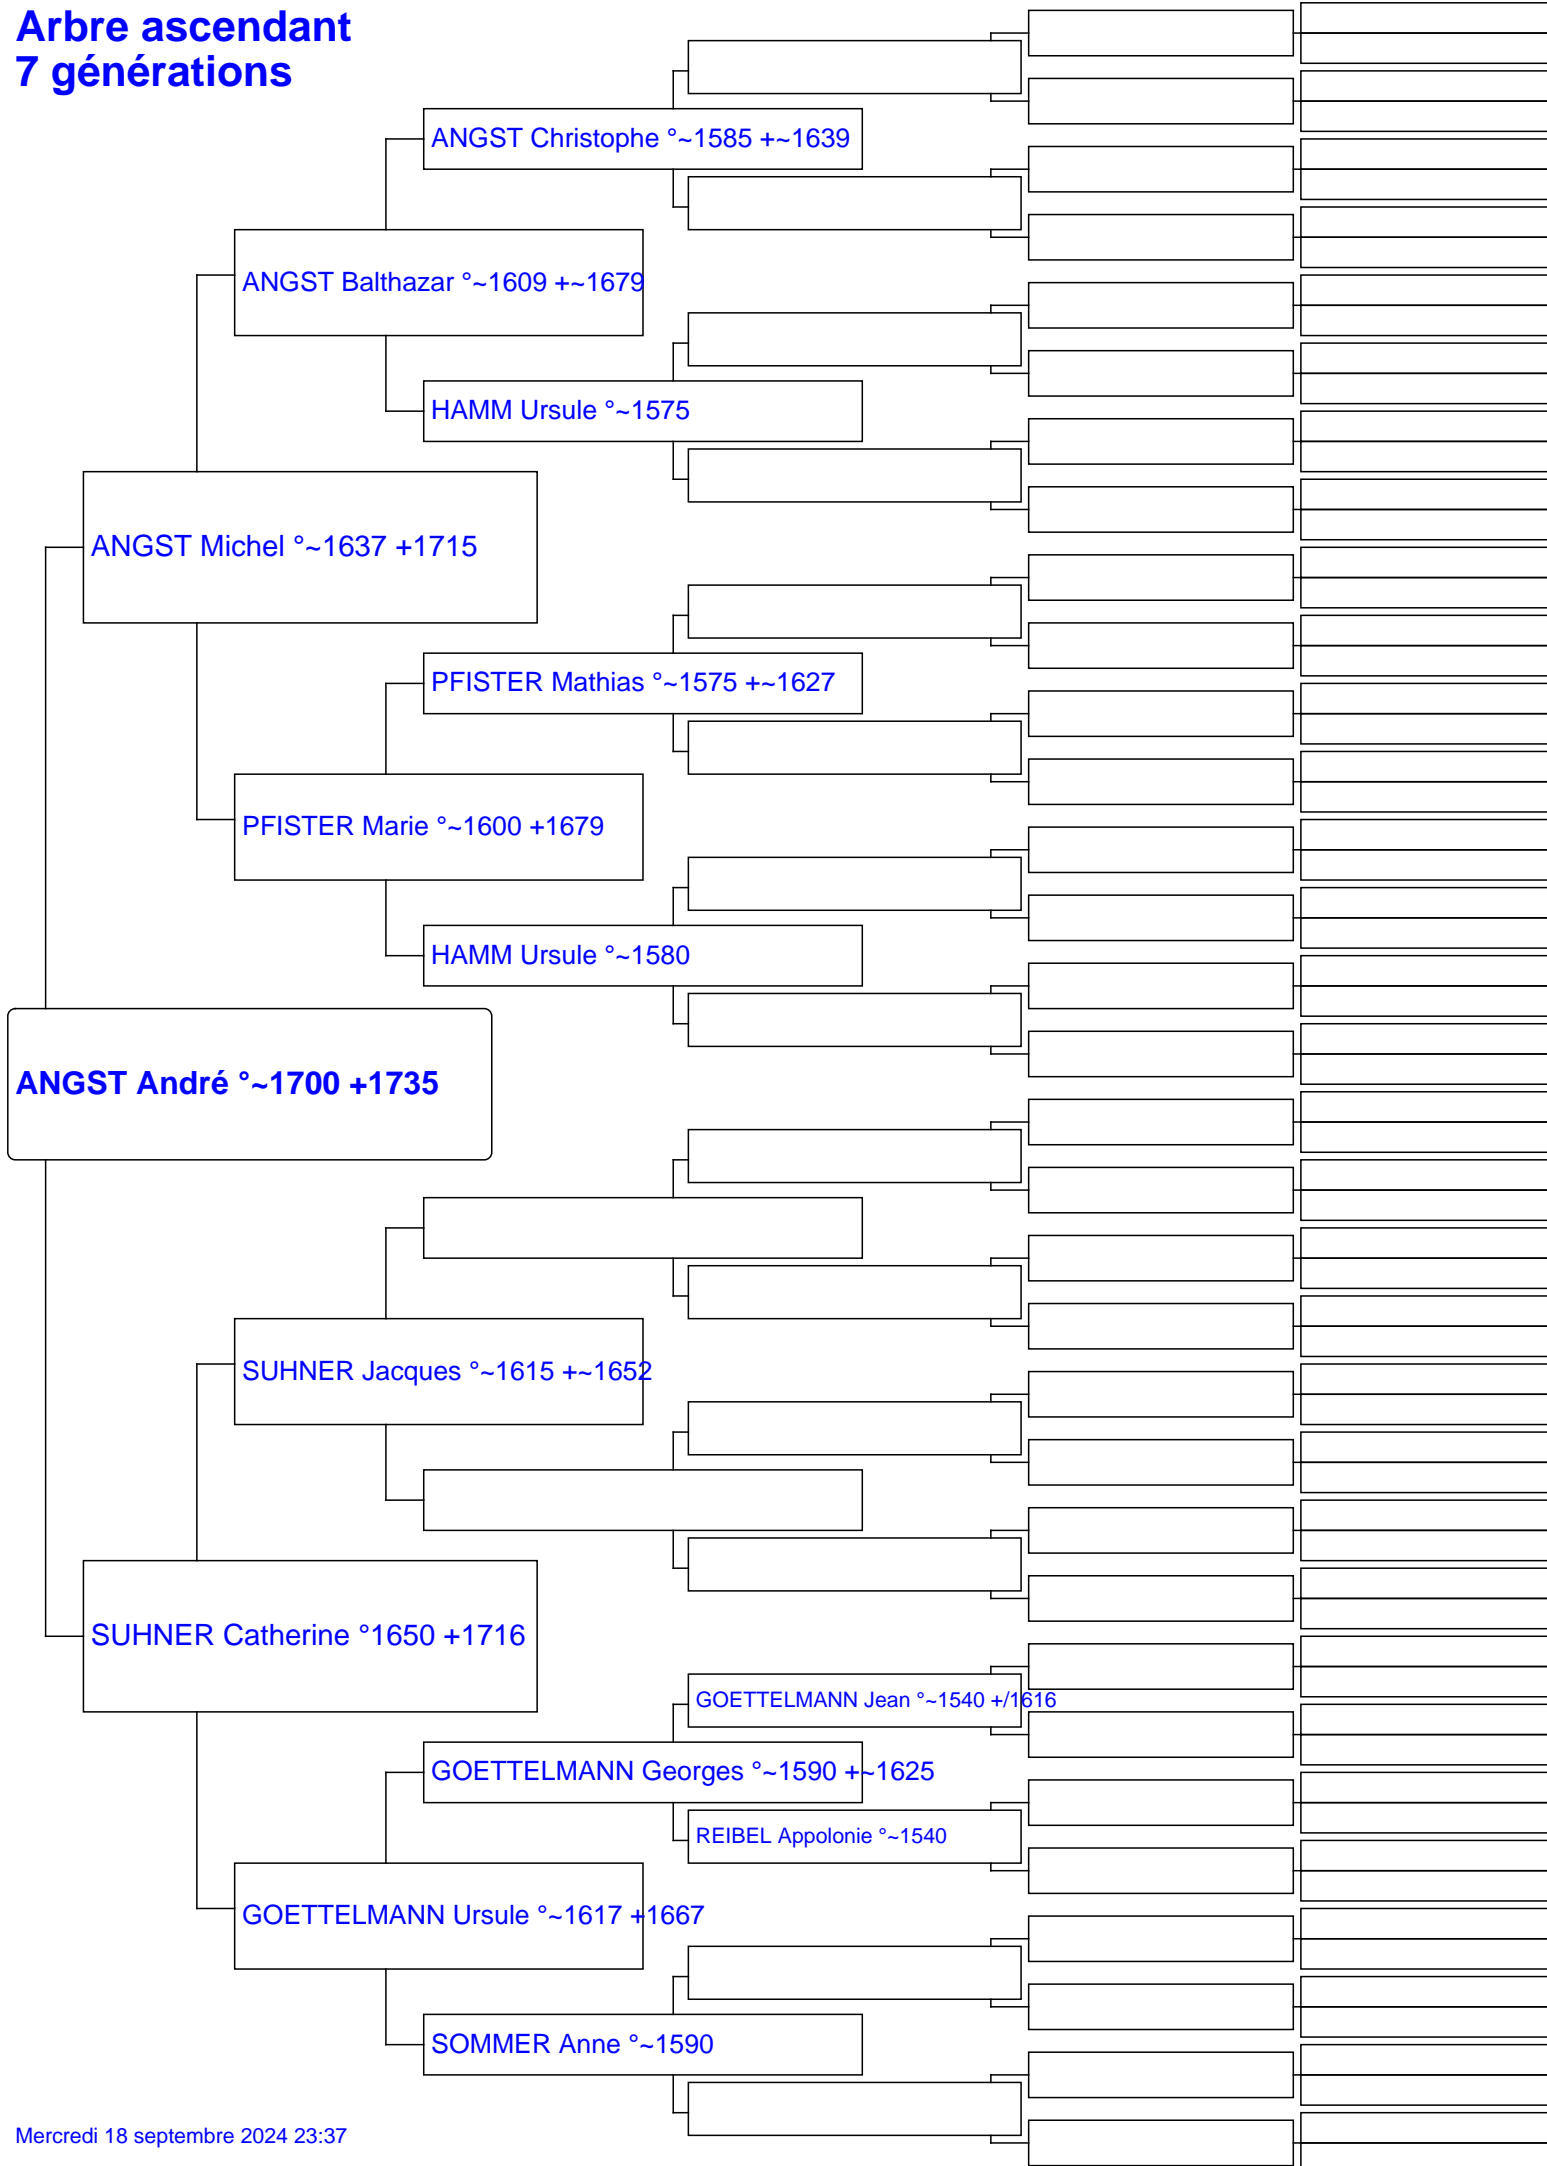 Arbre ascendant
7 générations
ANGST Christophe °~1585 +~1639
ANGST Balthazar °~1609 +~1679
HAMM Ursule °~1575
ANGST Michel °~1637 +1715
PFISTER Mathias °~1575 +~1627
PFISTER Marie °~1600 +1679
HAMM Ursule °~1580
ANGST André °~1700 +1735
SUHNER Jacques °~1615 +~1652
SUHNER Catherine °1650 +1716
GOETTELMANN Jean °~1540 +/1616
GOETTELMANN Georges °~1590 +~1625
REIBEL Appolonie °~1540
GOETTELMANN Ursule °~1617 +1667
SOMMER Anne °~1590
Mercredi 18 septembre 2024 23:37